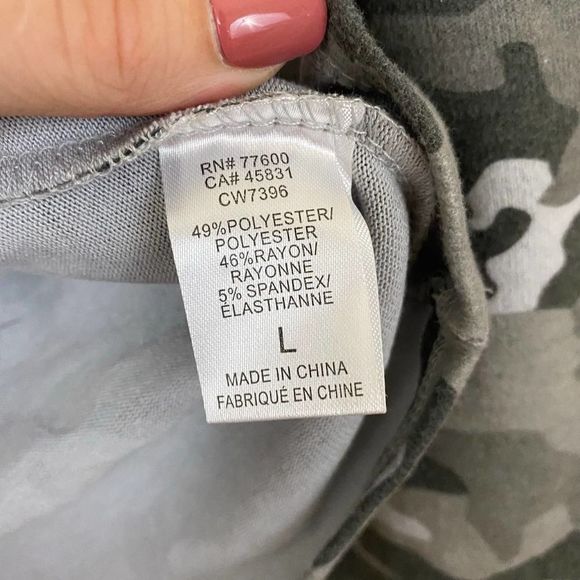 RN# 77600
CA# 45831
CW7396
49%POLYESTER/
POLYESTER
46%RAYON/
RAYONNE
5% SPANDEX/
ÉLASTHANNE
L
MADE IN CHINA
FABRIQUÉ EN CHINE